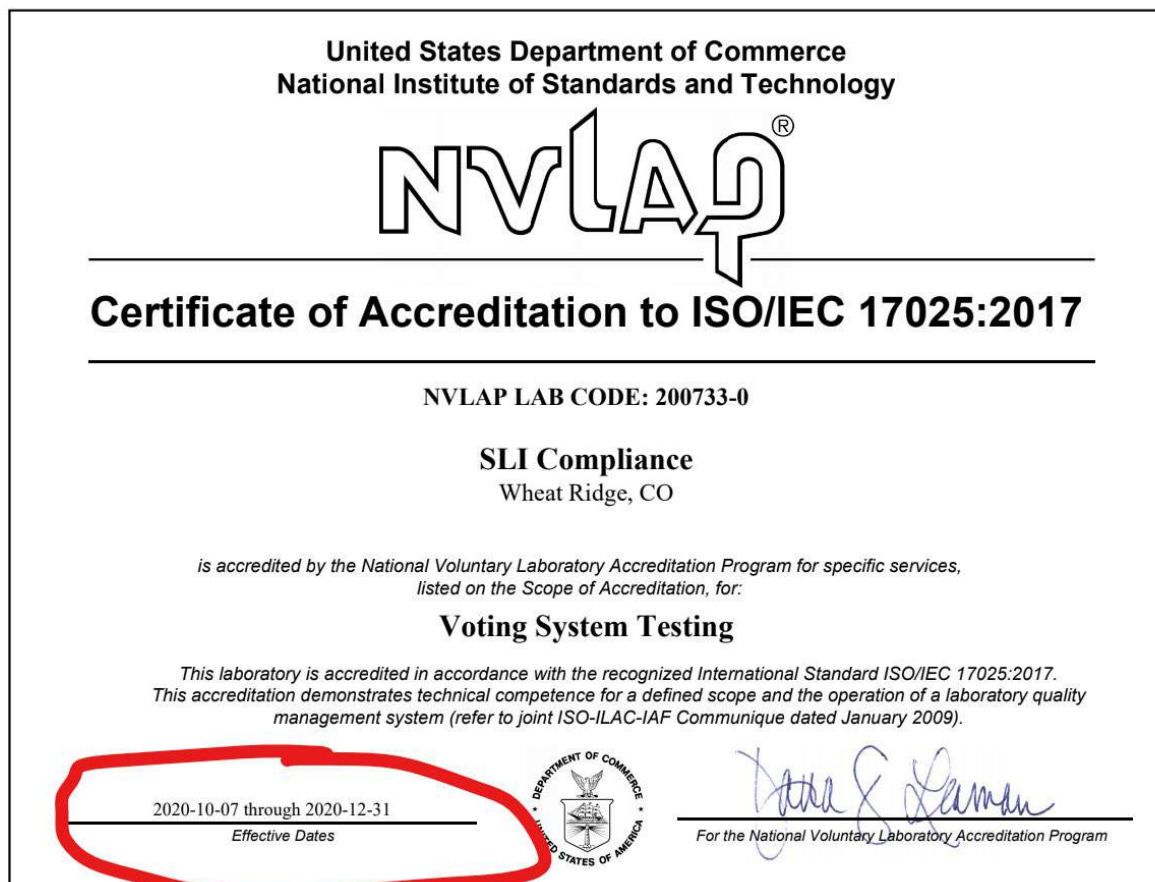 United States Department of Commerce
National Institute of Standards and Technology
NVLAP®
Certificate of Accreditation to ISO/IEC 17025:2017
NVLAP LAB CODE: 200733-0
SLI Compliance
Wheat Ridge, CO
is accredited by the National Voluntary Laboratory Accreditation Program for specific services,
listed on the Scope of Accreditation, for:
Voting System Testing
This laboratory is accredited in accordance with the recognized International Standard ISO/IEC 17025:2017.
This accreditation demonstrates technical competence for a defined scope and the operation of a laboratory quality
management system (refer to joint ISO-ILAC-IAF Communique dated January 2009).
2020-10-07 through 2020-12-31
Effective Dates
DEPARTMENT OF COMMERCE
UNITED STATES OF AMERICA
Dana S Leaman
For the National Voluntary Laboratory Accreditation Program